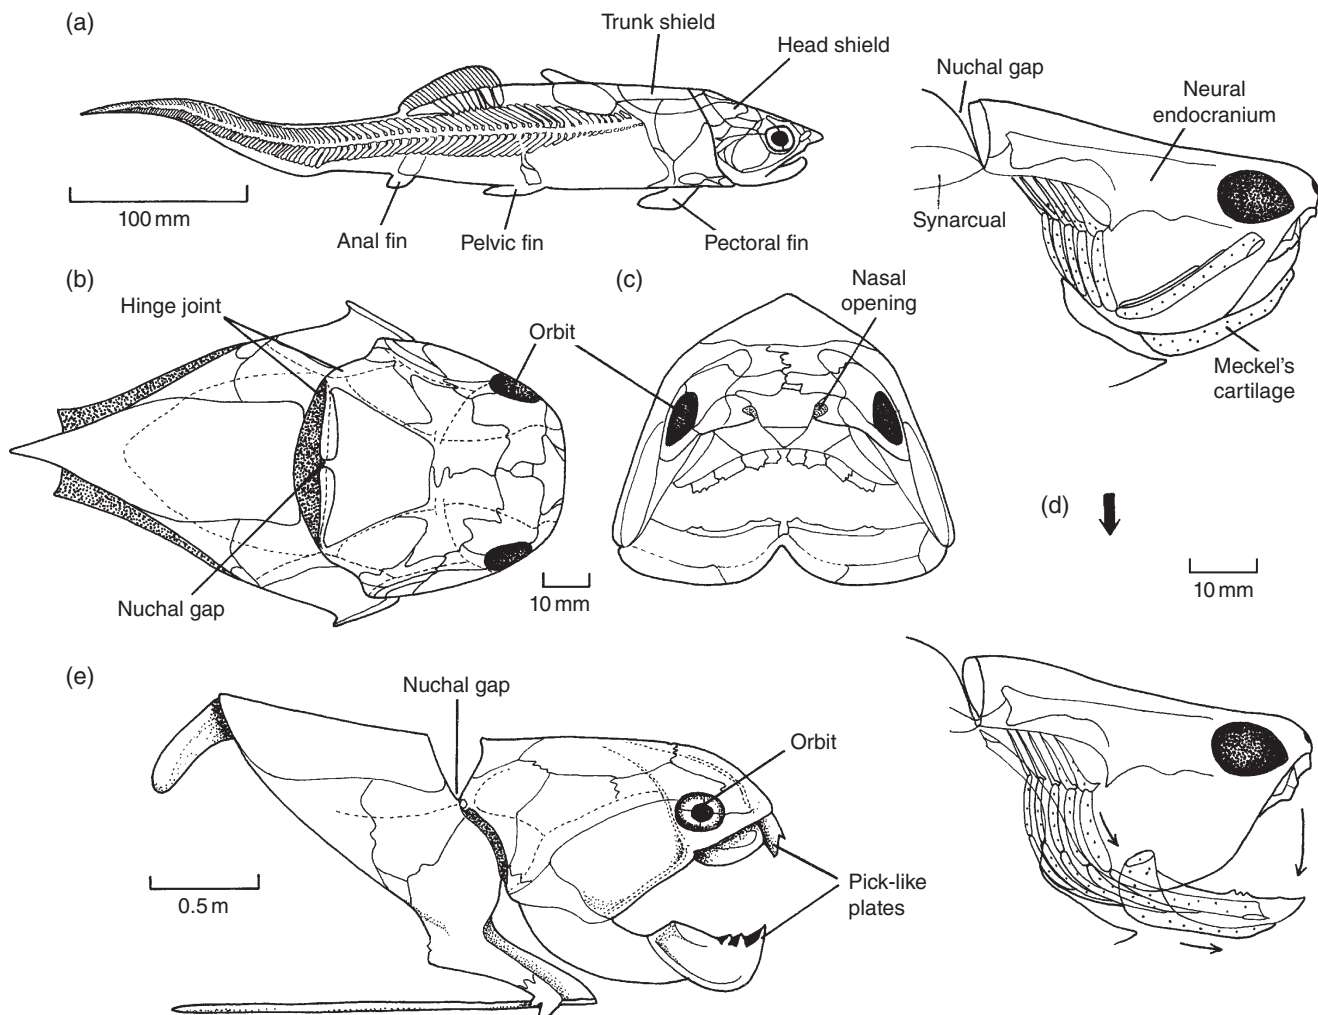 (a)
Trunk shield
Head shield
100 mm
Anal fin
Pelvic fin
Pectoral fin
Nuchal gap
Neural
endocranium
Synarcual
Meckel's
cartilage
(b)
Hinge joint
Orbit
Nuchal gap
10 mm
(c)
Nasal
opening
(d)
10 mm
(e)
Nuchal gap
Orbit
0.5 m
Pick-like
plates